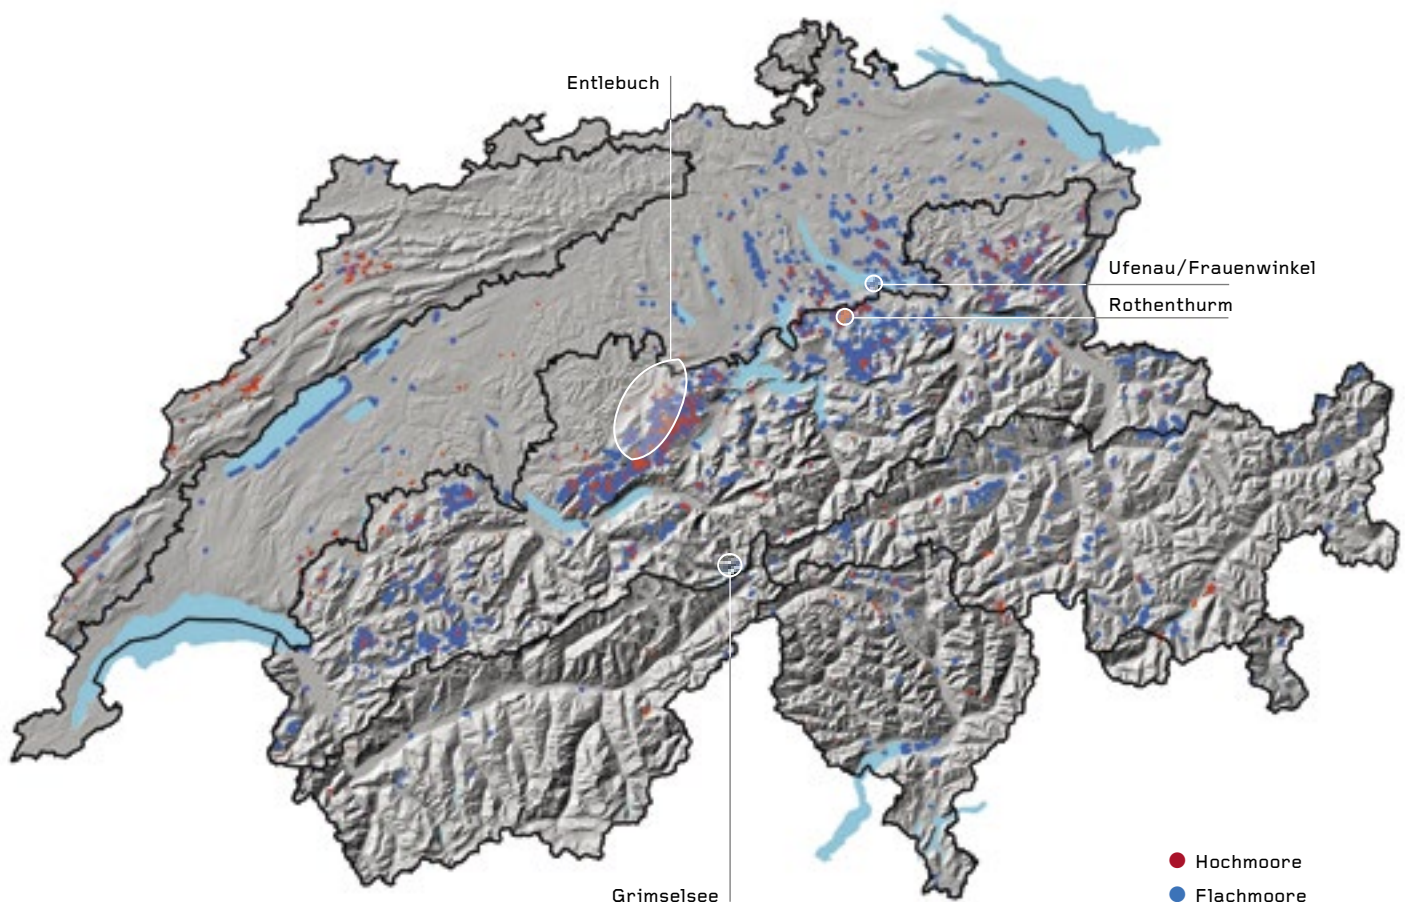 Entlebuch
Ufenau/Frauenwinkel
Rothenthurm
Hochmoore
Flachmoore
Grimselsee